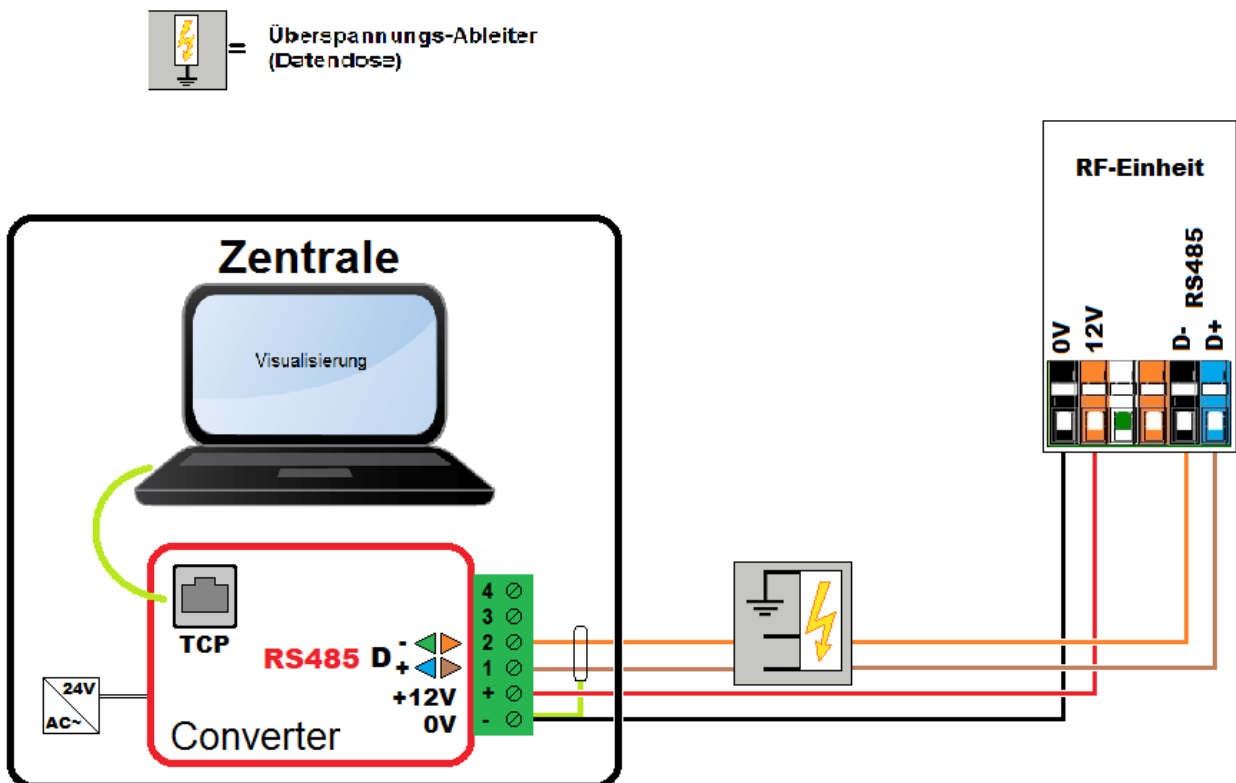 =
Überspannungs-Ableiter
(Datendose)
RF-Einheit
0V
12V
D-
RS485
D+
Zentrale
Visualisierung
TCP
RS485 D
-
+
+12V
0V
4
3
2
1
+
-
24V
AC~
Converter